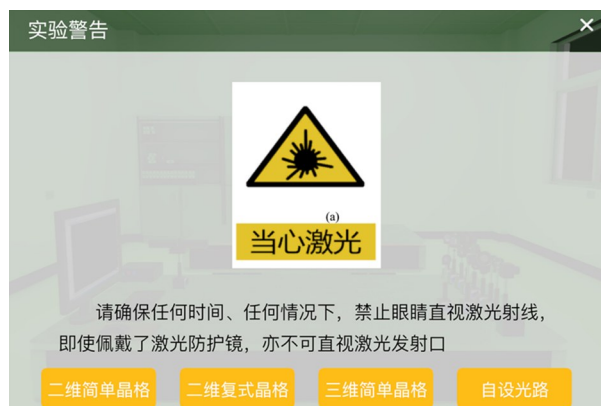 实验警告
×
(a)
当心激光
请确保任何时间、任何情况下，禁止眼睛直视激光射线，
即使佩戴了激光防护镜，亦不可直视激光发射口
二维简单晶格
二维复式晶格
三维简单晶格
自设光路